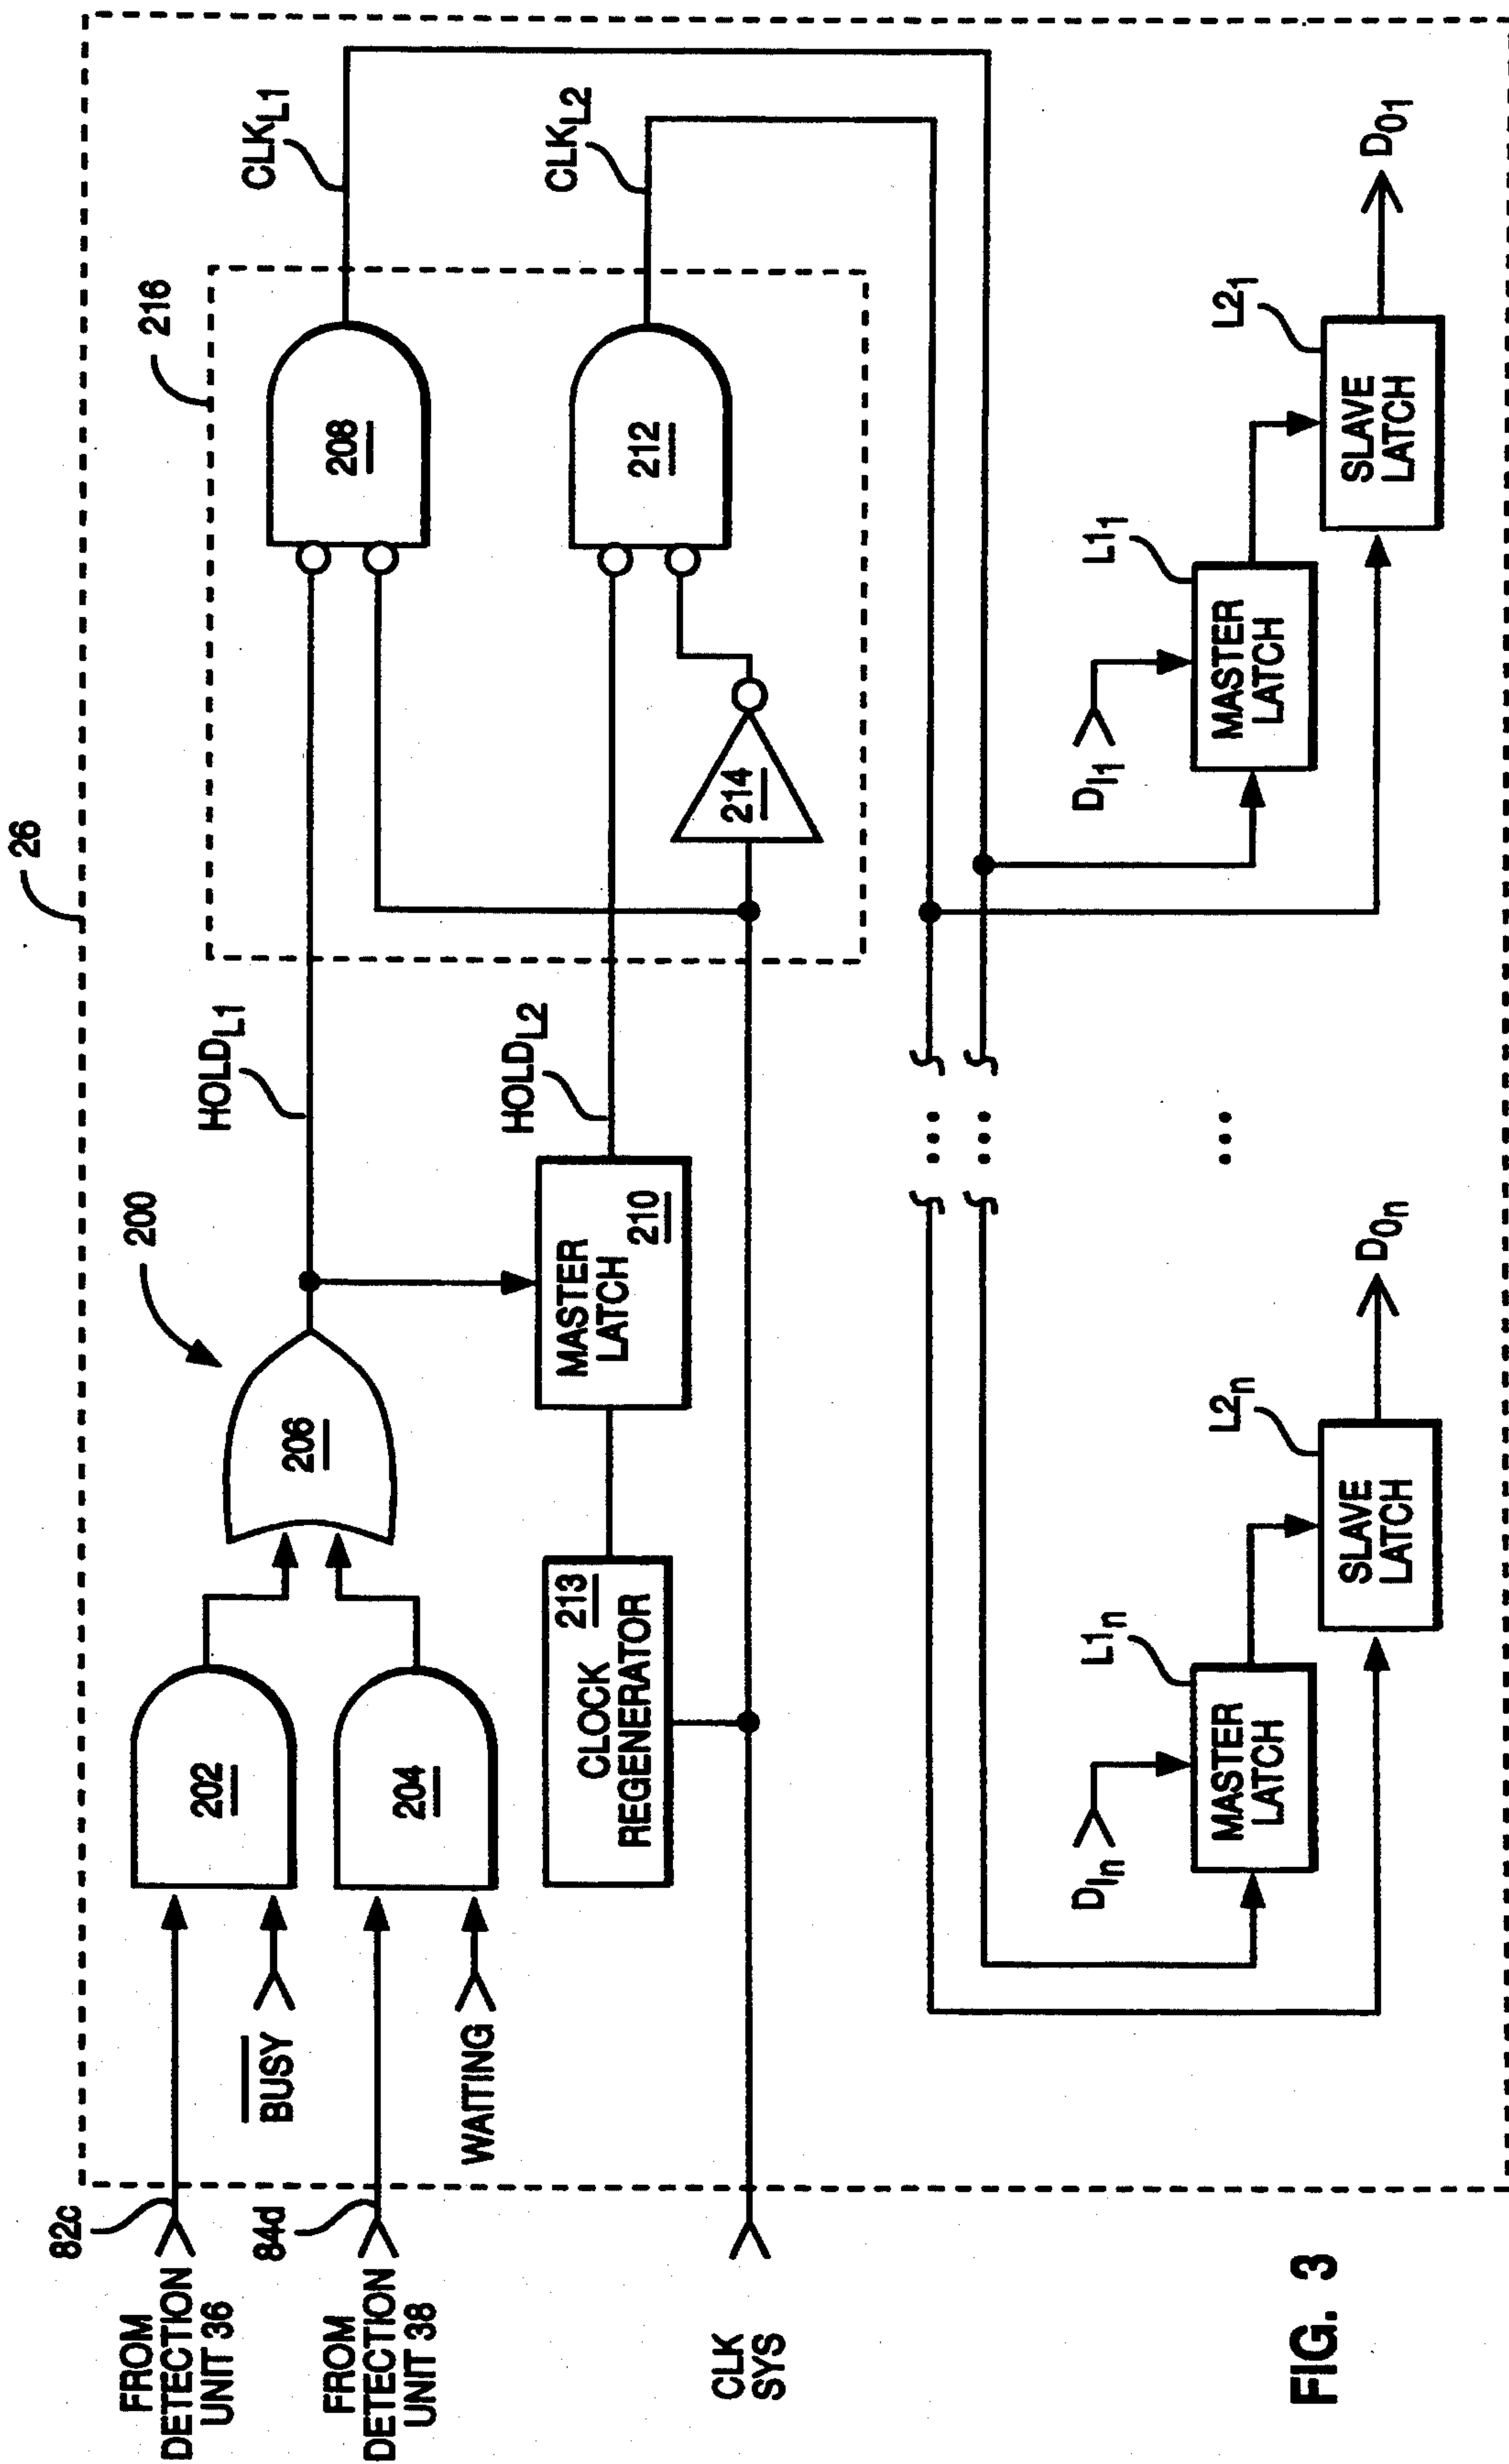 26
200
216
FROM
DETECTION
UNIT 36
82c
BUSY
202
FROM
DETECTION
UNIT 38
84d
WAITING
204
206
HOLDL1
208
CLKL1
CLOCK
REGENERATOR
213
MASTER
LATCH
210
HOLDL2
212
CLKL2
CLK
SYS
214
DIn
MASTER
LATCH
L1n
SLAVE
LATCH
L2n
D0n
...
...
...
DI1
MASTER
LATCH
L11
SLAVE
LATCH
L21
D01
FIG. 3